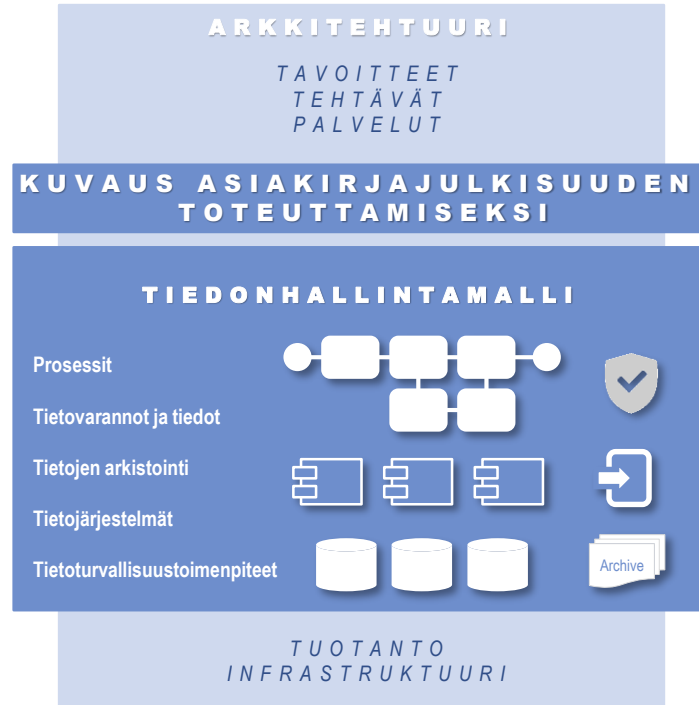 ARKKITEHTUURI
TAVOITTEET
TEHTÄVÄT
PALVELUT
KUVAUS ASIAKIRJAJULKISUUDEN
TOTEUTTAMISEKSI
TIEDONHALLINTAMALLI
Prosessit
Tietovarannot ja tiedot
Tietojen arkistointi
Tietojärjestelmät
Tietoturvallisuustoimenpiteet
Archive
TUOTANTO
INFRASTRUKTUURI